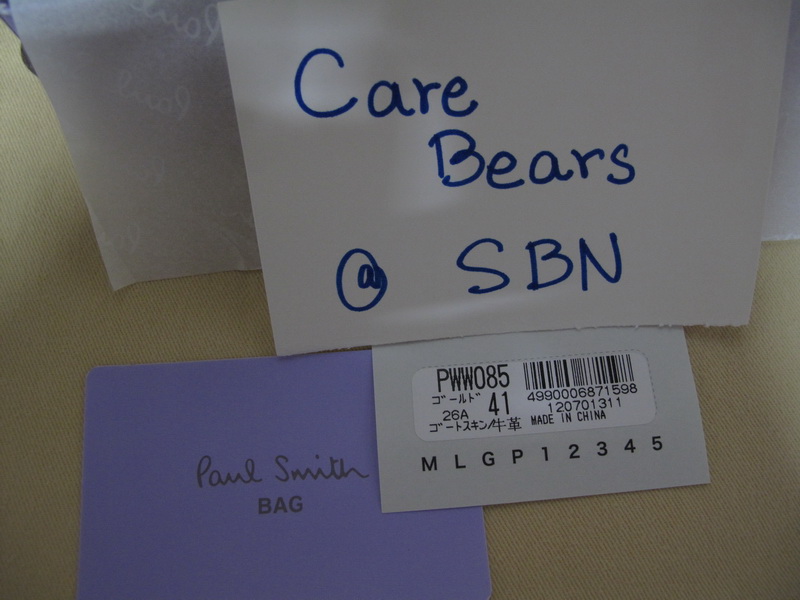 Care
Bears
@ SBN
PWW085
ゴールド
26A 41
ゴートスキン/牛革
4990006871598
120701311
MADE IN CHINA
M L G P 1 2 3 4 5
Paul Smith
BAG